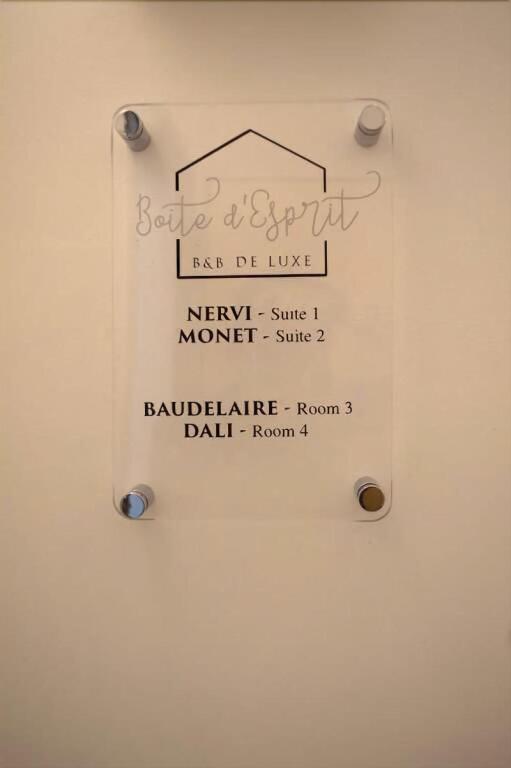 Boite d'Esprit
B&B DE LUXE
NERVI - Suite 1
MONET - Suite 2
BAUDELAIRE - Room 3
DALI - Room 4